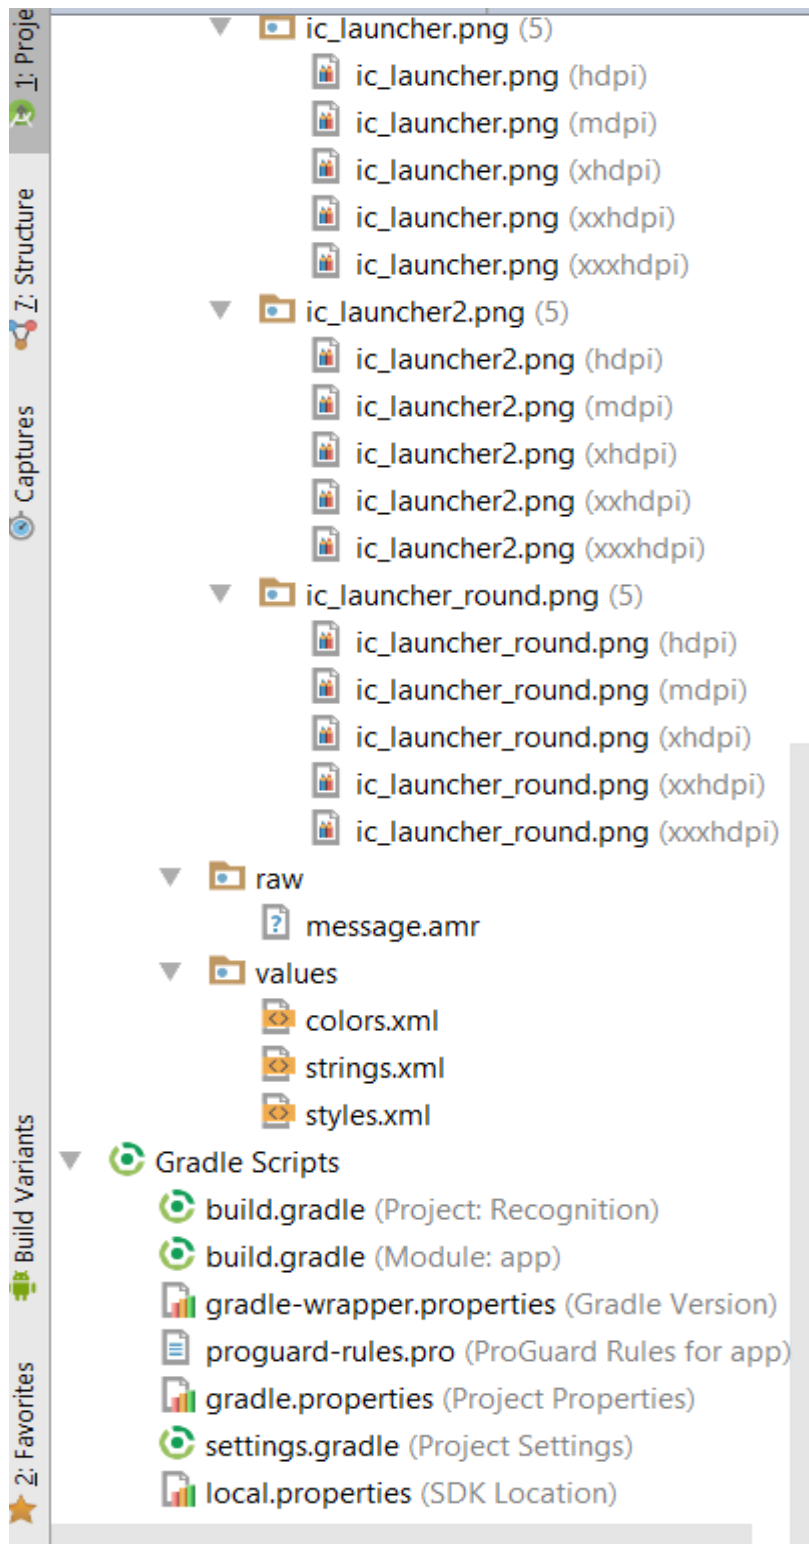 ic_launcher.png (5)
ic_launcher.png (hdpi)
ic_launcher.png (mdpi)
ic_launcher.png (xhdpi)
ic_launcher.png (xxhdpi)
ic_launcher.png (xxxhdpi)
ic_launcher2.png (5)
ic_launcher2.png (hdpi)
ic_launcher2.png (mdpi)
ic_launcher2.png (xhdpi)
ic_launcher2.png (xxhdpi)
ic_launcher2.png (xxxhdpi)
ic_launcher_round.png (5)
ic_launcher_round.png (hdpi)
ic_launcher_round.png (mdpi)
ic_launcher_round.png (xhdpi)
ic_launcher_round.png (xxhdpi)
ic_launcher_round.png (xxxhdpi)
raw
message.amr
values
colors.xml
strings.xml
styles.xml
Gradle Scripts
build.gradle (Project: Recognition)
build.gradle (Module: app)
gradle-wrapper.properties (Gradle Version)
proguard-rules.pro (ProGuard Rules for app)
gradle.properties (Project Properties)
settings.gradle (Project Settings)
local.properties (SDK Location)
1: Proje
7: Structure
Captures
Build Variants
2: Favorites